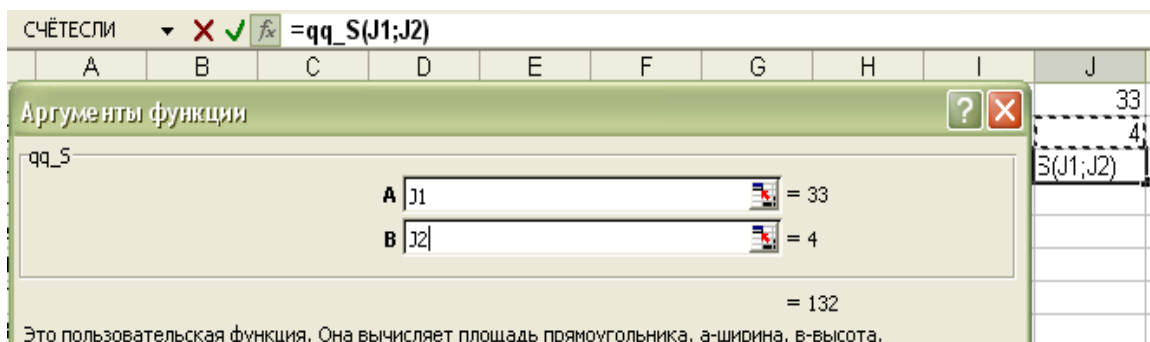 СЧЁТЕСЛИ fx =qq_S(J1;J2)
A B C D E F G H I J
Аргументы функции ? 33
4
qq_S S(J1;J2)
A J1 = 33
B J2 = 4
= 132
Это пользовательская функция. Она вычисляет площадь прямоугольника, а-ширина, в-высота.